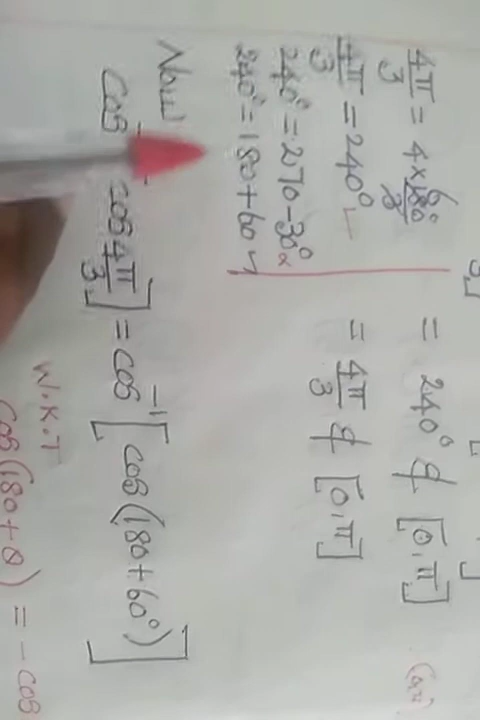 4π/3 = 4×180°/3 = 240° ∉ [0,π]
4π/3 = 240° = 4π/3 ∉ [0,π]
240° = 270-30° ×
240° = 180+60 ✓
Now
cos cos 4π/3] = cos⁻¹[cos(180+60°)]
W.K.T
cos(180+θ) = -cos